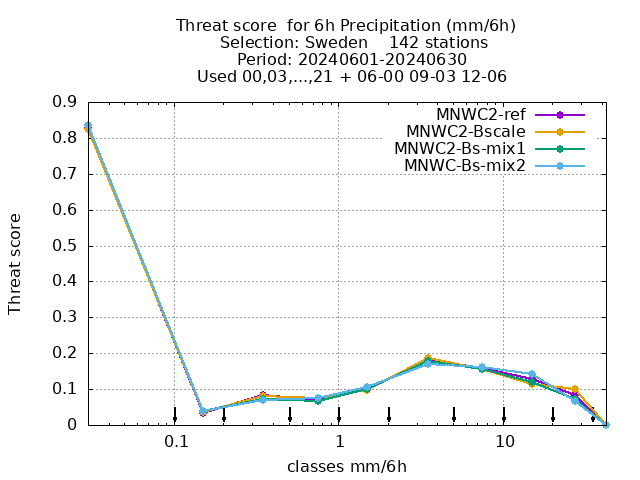 Threat score  for 6h Precipitation (mm/6h)
Selection: Sweden    142 stations
Period: 20240601-20240630
Used 00,03,...,21 + 06-00 09-03 12-06
MNWC2-ref
MNWC2-Bscale
MNWC2-Bs-mix1
MNWC-Bs-mix2
0.9
0.8
0.7
0.6
0.5
0.4
0.3
0.2
0.1
0
Threat score
0.1
1
10
classes mm/6h